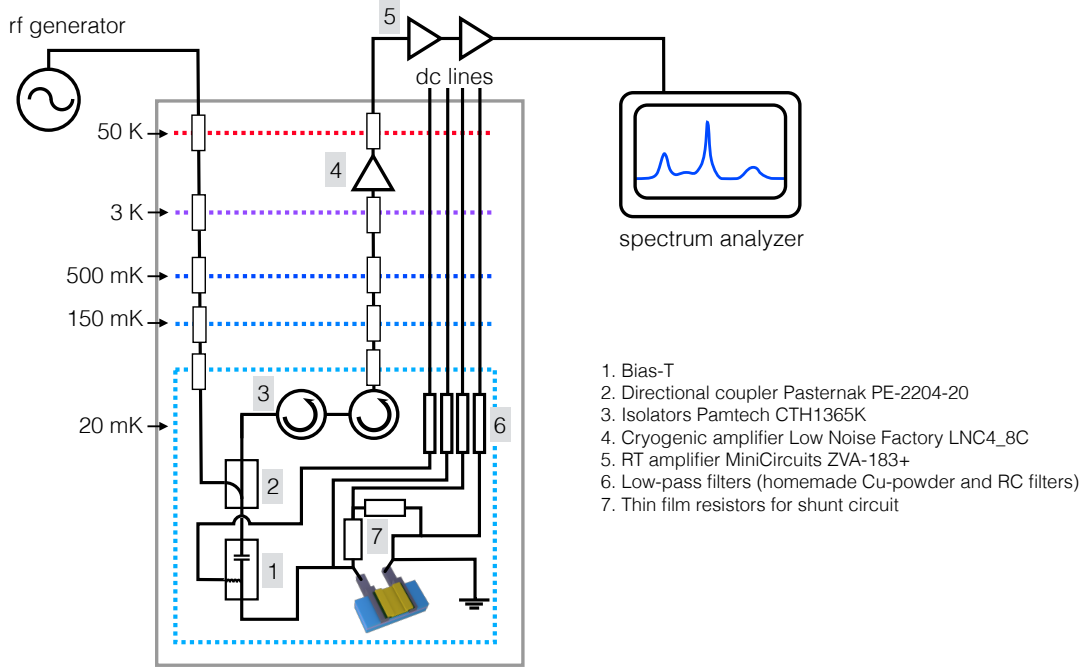 rf generator
5
dc lines
50 K
4
3 K
spectrum analyzer
500 mK
150 mK
3
20 mK
6
2
7
1
1. Bias-T
2. Directional coupler Pasternak PE-2204-20
3. Isolators Pamtech CTH1365K
4. Cryogenic amplifier Low Noise Factory LNC4_8C
5. RT amplifier MiniCircuits ZVA-183+
6. Low-pass filters (homemade Cu-powder and RC filters)
7. Thin film resistors for shunt circuit